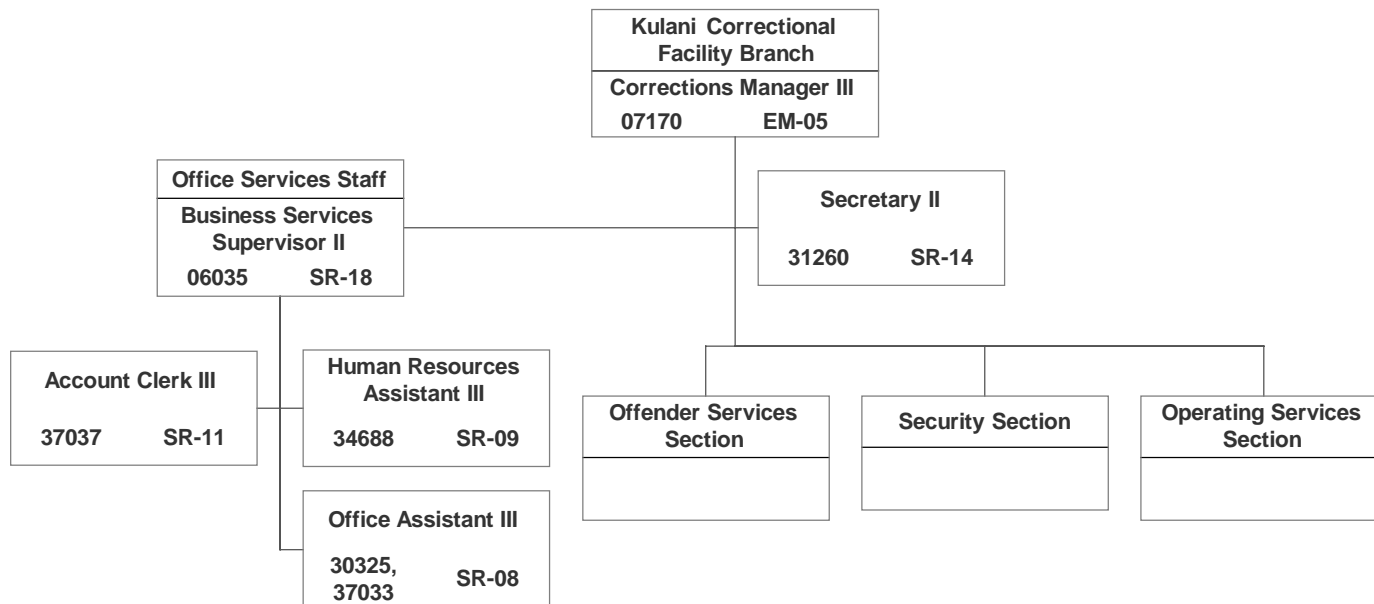 Kulani Correctional
Facility Branch
Corrections Manager III
07170 EM-05
Office Services Staff
Business Services
Supervisor II
06035 SR-18
Secretary II
31260 SR-14
Account Clerk III
37037 SR-11
Human Resources
Assistant III
34688 SR-09
Office Assistant III
30325,
37033 SR-08
Offender Services
Section
Security Section
Operating Services
Section